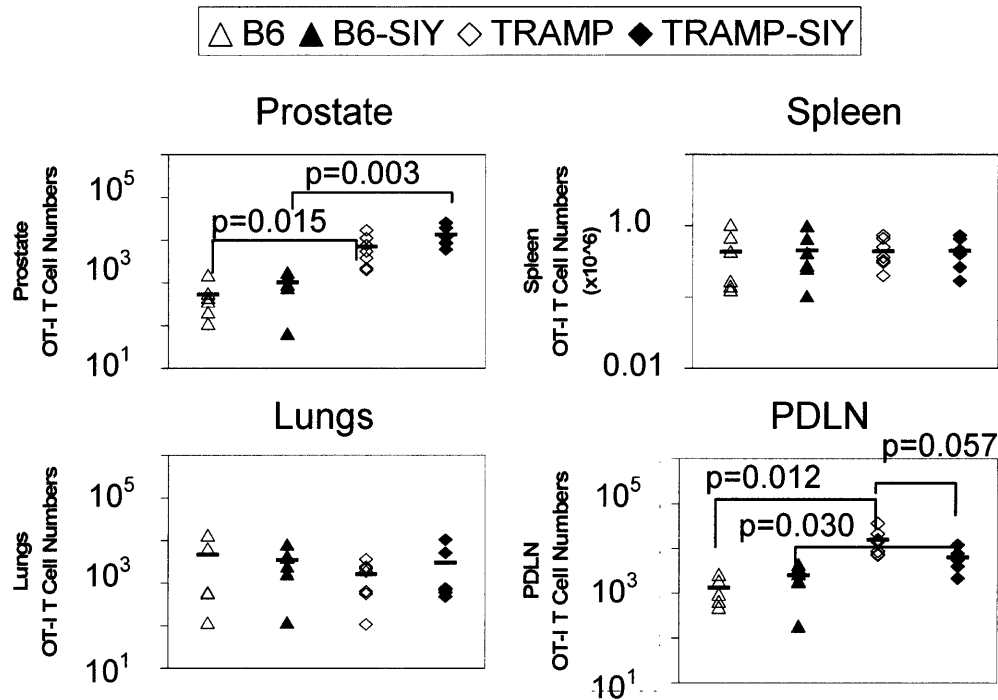 △ B6 ▲ B6-SIY ◇ TRAMP ◆ TRAMP-SIY
Prostate
Prostate
OT-I T Cell Numbers
10^5
10^3
10^1
p=0.003
p=0.015
Spleen
Spleen
OT-I T Cell Numbers
(x10^6)
1.0
0.01
Lungs
Lungs
OT-I T Cell Numbers
10^5
10^3
10^1
PDLN
PDLN
OT-I T Cell Numbers
10^5
10^3
10^1
p=0.057
p=0.012
p=0.030